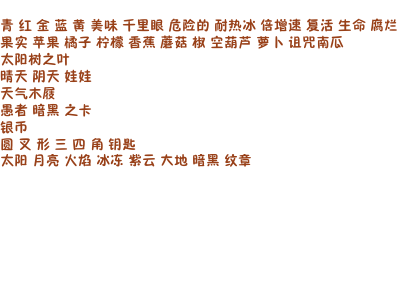 青 红 金 蓝 黄 美味 千里眼 危险的 耐热冰 倍增速 复活 生命 腐烂
果实 苹果 橘子 柠檬 香蕉 蘑菇 椒 空葫芦 萝卜 诅咒南瓜
太阳树之叶
晴天 阴天 娃娃
天气木屐
愚者 暗黑 之卡
银币
圆 叉 形 三 四 角 钥匙
太阳 月亮 火焰 冰冻 紫云 大地 暗黑 纹章